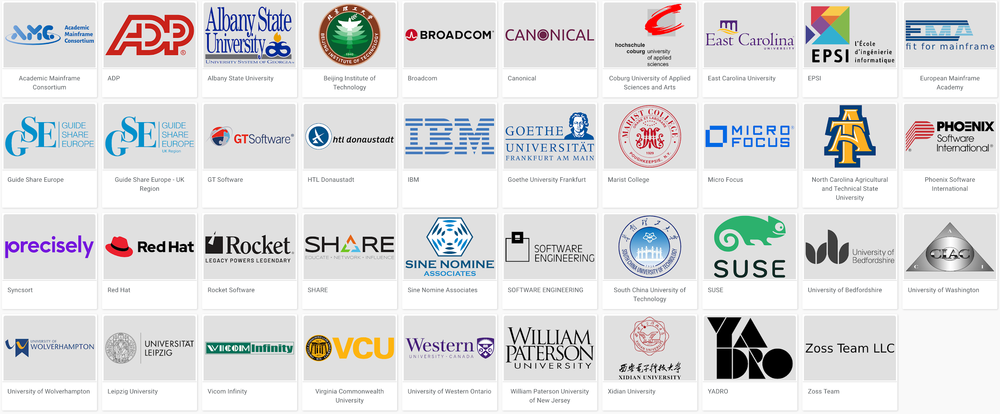 AMC Academic
Mainframe
Consortium
Academic Mainframe
Consortium
ADP®
ADP
Albany State
University
UNIVERSITY SYSTEM OF GEORGIA™
Albany State University
北京理工大学
1940
BEIJING INSTITUTE OF TECHNOLOGY
Beijing Institute of
Technology
BROADCOM®
Broadcom
CANONICAL
Canonical
hochschule
coburg university
of applied
sciences
Coburg University of Applied
Sciences and Arts
East Carolina®
UNIVERSITY
East Carolina University
EPSI l'École
d'ingénierie
informatique
EPSI
EMA
fit for mainframe
European Mainframe
Academy
GSE GUIDE
SHARE
EUROPE
Guide Share Europe
GSE GUIDE
SHARE
EUROPE
UK Region
Guide Share Europe - UK
Region
GTSoftware®
GT Software
htl donaustadt
HTL Donaustadt
IBM
IBM
GOETHE
UNIVERSITÄT
FRANKFURT AM MAIN
Goethe University Frankfurt
MARIST COLLEGE
ORARE ET LABORARE
1929
POUGHKEEPSIE, N.Y.
Marist College
MICRO®
FOCUS
Micro Focus
AT
North Carolina Agricultural
and Technical State
University
PHOENIX
Software
International®
®
Phoenix Software
International
precisely
Syncsort
Red Hat
Red Hat
Rocket®
LEGACY POWERS LEGENDARY
Rocket Software
SHARE
EDUCATE • NETWORK • INFLUENCE
SHARE
SINE NOMINE
ASSOCIATES
Sine Nomine Associates
SOFTWARE
ENGINEERING
SOFTWARE ENGINEERING
华南理工大学
1934
SOUTH CHINA UNIVERSITY OF TECHNOLOGY
South China University of
Technology
SUSE
SUSE
University of
Bedfordshire
University of Bedfordshire
A
CIAC
C I
University of Washington
UNIVERSITY OF
WOLVERHAMPTON
University of Wolverhampton
UNIVERSITÄT
LEIPZIG
Leipzig University
VICOM Infinity
Vicom Infinity
VCU
Virginia Commonwealth
University
Western
UNIVERSITY · CANADA
University of Western Ontario
WILLIAM
PATERSON
UNIVERSITY
William Paterson University
of New Jersey
1931
XIDIAN UNIVERSITY
西安电子科技大学
XIDIAN UNIVERSITY
Xidian University
YADRO
YADRO
Zoss Team LLC
Zoss Team